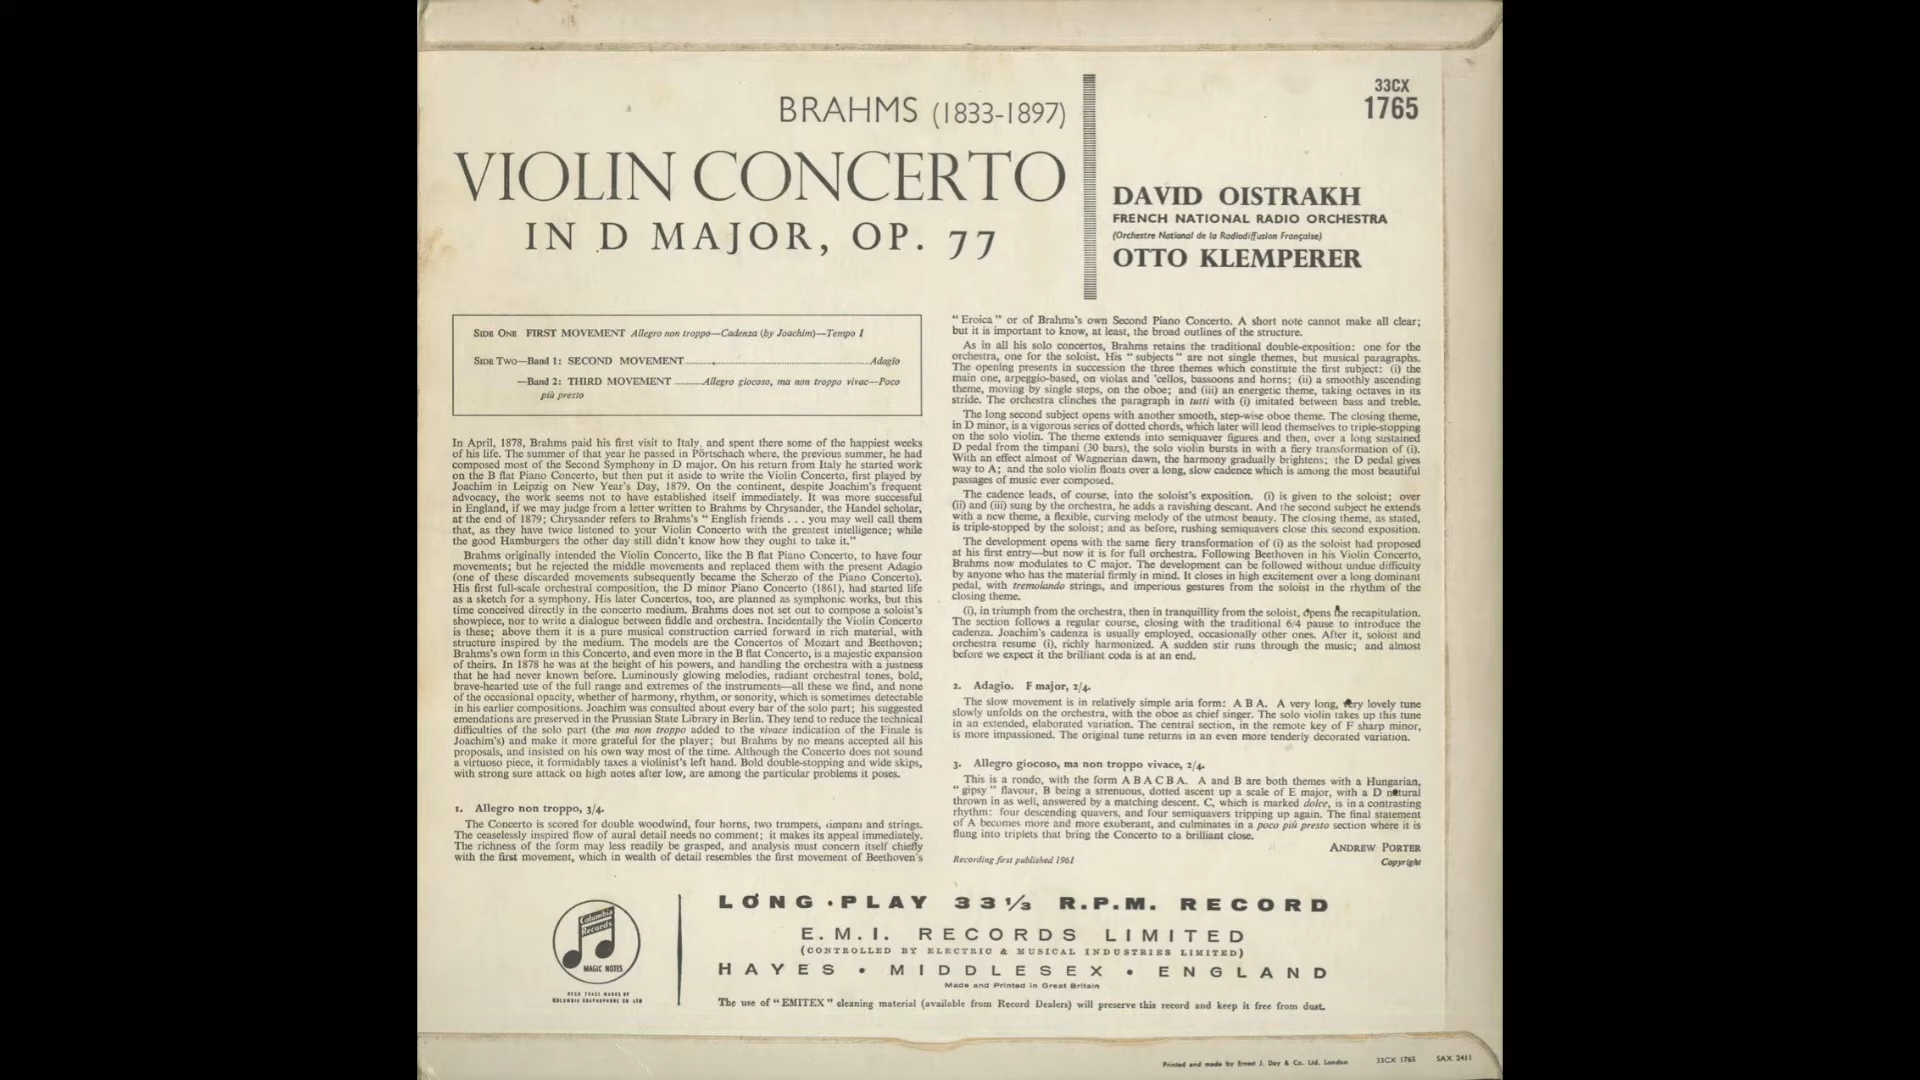 33CX
1765
BRAHMS (1833-1897)
VIOLIN CONCERTO
IN D MAJOR, OP. 77
DAVID OISTRAKH
FRENCH NATIONAL RADIO ORCHESTRA
(Orchestre National de la Radiodiffusion Française)
OTTO KLEMPERER
SIDE ONE FIRST MOVEMENT Allegro non troppo—Cadenza (by Joachim)—Tempo I
SIDE TWO—Band 1: SECOND MOVEMENT Adagio
—Band 2: THIRD MOVEMENT Allegro giocoso, ma non troppo vivac—Poco
più presto
In April, 1878, Brahms paid his first visit to Italy, and spent there some of the happiest weeks
of his life. The summer of that year he passed in Pörtschach where, the previous summer, he had
composed most of the Second Symphony in D major. On his return from Italy he started work
on the B flat Piano Concerto, but then put it aside to write the Violin Concerto, first played by
Joachim in Leipzig on New Year's Day, 1879. On the continent, despite Joachim's frequent
advocacy, the work seems not to have established itself immediately. It was more successful
in England, if we may judge from a letter written to Brahms by Chrysander, the Handel scholar,
at the end of 1879; Chrysander refers to Brahms's " English friends . . . you may well call them
that, as they have twice listened to your Violin Concerto with the greatest intelligence; while
the good Hamburgers the other day still didn't know how they ought to take it."
Brahms originally intended the Violin Concerto, like the B flat Piano Concerto, to have four
movements; but he rejected the middle movements and replaced them with the present Adagio
(one of these discarded movements subsequently became the Scherzo of the Piano Concerto).
His first full-scale orchestral composition, the D minor Piano Concerto (1861), had started life
as a sketch for a symphony. His later Concertos, too, are planned as symphonic works, but this
time conceived directly in the concerto medium. Brahms does not set out to compose a soloist's
showpiece, nor to write a dialogue between fiddle and orchestra. Incidentally the Violin Concerto
is these; above them it is a pure musical construction carried forward in rich material, with
structure inspired by the medium. The models are the Concertos of Mozart and Beethoven;
Brahms's own form in this Concerto, and even more in the B flat Concerto, is a majestic expansion
of theirs. In 1878 he was at the height of his powers, and handling the orchestra with a justness
that he had never known before. Luminously glowing melodies, radiant orchestral tones, bold,
brave-hearted use of the full range and extremes of the instruments—all these we find, and none
of the occasional opacity, whether of harmony, rhythm, or sonority, which is sometimes detectable
in his earlier compositions. Joachim was consulted about every bar of the solo part; his suggested
emendations are preserved in the Prussian State Library in Berlin. They tend to reduce the technical
difficulties of the solo part (the ma non troppo added to the vivace indication of the Finale is
Joachim's) and make it more grateful for the player; but Brahms by no means accepted all his
proposals, and insisted on his own way most of the time. Although the Concerto does not sound
a virtuoso piece, it formidably taxes a violinist's left hand. Bold double-stopping and wide skips,
with strong sure attack on high notes after low, are among the particular problems it poses.
1. Allegro non troppo, 3/4.
The Concerto is scored for double woodwind, four horns, two trumpets, timpani and strings.
The ceaselessly inspired flow of aural detail needs no comment; it makes its appeal immediately.
The richness of the form may less readily be grasped, and analysis must concern itself chiefly
with the first movement, which in wealth of detail resembles the first movement of Beethoven's
" Eroica " or of Brahms's own Second Piano Concerto. A short note cannot make all clear;
but it is important to know, at least, the broad outlines of the structure.
As in all his solo concertos, Brahms retains the traditional double-exposition: one for the
orchestra, one for the soloist. His " subjects " are not single themes, but musical paragraphs.
The opening presents in succession the three themes which constitute the first subject: (i) the
main one, arpeggio-based, on violas and 'cellos, bassoons and horns; (ii) a smoothly ascending
theme, moving by single steps, on the oboe; and (iii) an energetic theme, taking octaves in its
stride. The orchestra clinches the paragraph in tutti with (i) imitated between bass and treble.
The long second subject opens with another smooth, step-wise oboe theme. The closing theme,
in D minor, is a vigorous series of dotted chords, which later will lend themselves to triple-stopping
on the solo violin. The theme extends into semiquaver figures and then, over a long sustained
D pedal from the timpani (30 bars), the solo violin bursts in with a fiery transformation of (i).
With an effect almost of Wagnerian dawn, the harmony gradually brightens; the D pedal gives
way to A; and the solo violin floats over a long, slow cadence which is among the most beautiful
passages of music ever composed.
The cadence leads, of course, into the soloist's exposition. (i) is given to the soloist; over
(ii) and (iii) sung by the orchestra, he adds a ravishing descant. And the second subject he extends
with a new theme, a flexible, curving melody of the utmost beauty. The closing theme, as stated,
is triple-stopped by the soloist; and as before, rushing semiquavers close this second exposition.
The development opens with the same fiery transformation of (i) as the soloist had proposed
at his first entry—but now it is for full orchestra. Following Beethoven in his Violin Concerto,
Brahms now modulates to C major. The development can be followed without undue difficulty
by anyone who has the material firmly in mind. It closes in high excitement over a long dominant
pedal, with tremolando strings, and imperious gestures from the soloist in the rhythm of the
closing theme.
(i), in triumph from the orchestra, then in tranquillity from the soloist, opens the recapitulation.
The section follows a regular course, closing with the traditional 6/4 pause to introduce the
cadenza. Joachim's cadenza is usually employed, occasionally other ones. After it, soloist and
orchestra resume (i), richly harmonized. A sudden stir runs through the music; and almost
before we expect it the brilliant coda is at an end.
2. Adagio. F major, 2/4.
The slow movement is in relatively simple aria form: A B A. A very long, very lovely tune
slowly unfolds on the orchestra, with the oboe as chief singer. The solo violin takes up this tune
in an extended, elaborated variation. The central section, in the remote key of F sharp minor,
is more impassioned. The original tune returns in an even more tenderly decorated variation.
3. Allegro giocoso, ma non troppo vivace, 2/4.
This is a rondo, with the form A B A C B A. A and B are both themes with a Hungarian,
" gipsy " flavour, B being a strenuous, dotted ascent up a scale of E major, with a D natural
thrown in as well, answered by a matching descent. C, which is marked dolce, is in a contrasting
rhythm: four descending quavers, and four semiquavers tripping up again. The final statement
of A becomes more and more exuberant, and culminates in a poco più presto section where it is
flung into triplets that bring the Concerto to a brilliant close.
ANDREW PORTER
Recording first published 1961
Copyright
Columbia
Records
MAGIC NOTES
REGD TRADE MARKS OF
COLUMBIA GRAPHOPHONE CO LTD
LONG·PLAY 33⅓ R.P.M. RECORD
E.M.I. RECORDS LIMITED
(CONTROLLED BY ELECTRIC & MUSICAL INDUSTRIES LIMITED)
HAYES • MIDDLESEX • ENGLAND
Made and Printed in Great Britain
The use of "EMITEX" cleaning material (available from Record Dealers) will preserve this record and keep it free from dust.
Printed and made by Ernest J. Day & Co. Ltd. London
33CX 1765
SAX 2411